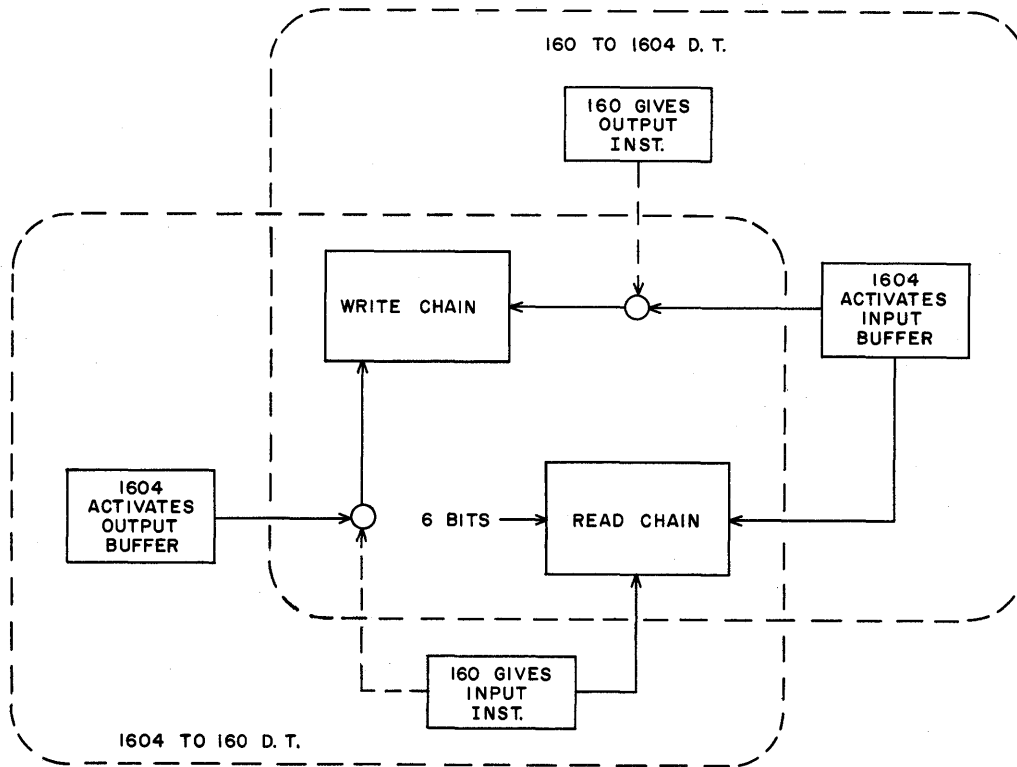 160 TO 1604 D. T.
160 GIVES
OUTPUT
INST.
WRITE CHAIN
1604
ACTIVATES
INPUT
BUFFER
1604
ACTIVATES
OUTPUT
BUFFER
6 BITS
READ CHAIN
160 GIVES
INPUT
INST.
1604 TO 160 D. T.